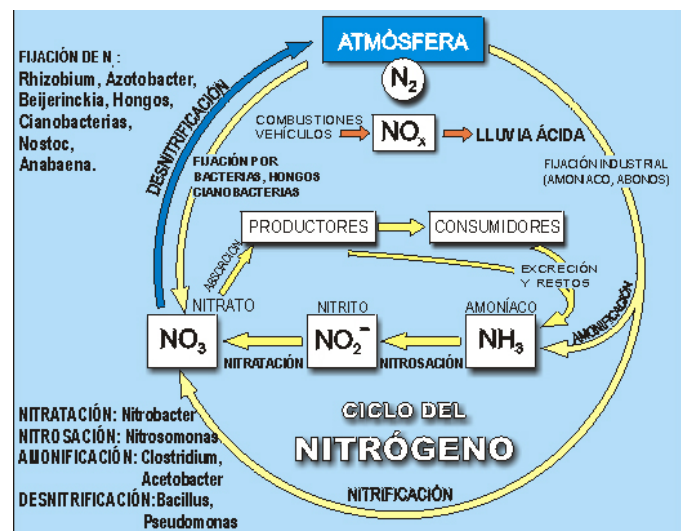 FIJACIÓN DE N₂:
Rhizobium, Azotobacter,
Beijerinckia, Hongos,
Cianobacterias,
Nostoc,
Anabaena.
ATMÓSFERA
N₂
DESNITRIFICACIÓN
COMBUSTIONES
VEHÍCULOS
NOx
LLUVIA ÁCIDA
FIJACIÓN POR
BACTERIAS, HONGOS
CIANOBACTERIAS
FIJACIÓN INDUSTRIAL
(AMONIACO, ABONOS)
PRODUCTORES
CONSUMIDORES
ABSORCIÓN
EXCRECIÓN
Y RESTOS
AMONIFICACIÓN
NITRATO
NITRITO
AMONÍACO
NO₃
NO₂⁻
NH₃
NITRATACIÓN
NITROSACIÓN
CICLO DEL
NITRÓGENO
NITRIFICACIÓN
NITRATACIÓN: Nitrobacter
NITROSACIÓN: Nitrosomonas
AMONIFICACIÓN: Clostridium,
Acetobacter
DESNITRIFICACIÓN: Bacillus,
Pseudomonas